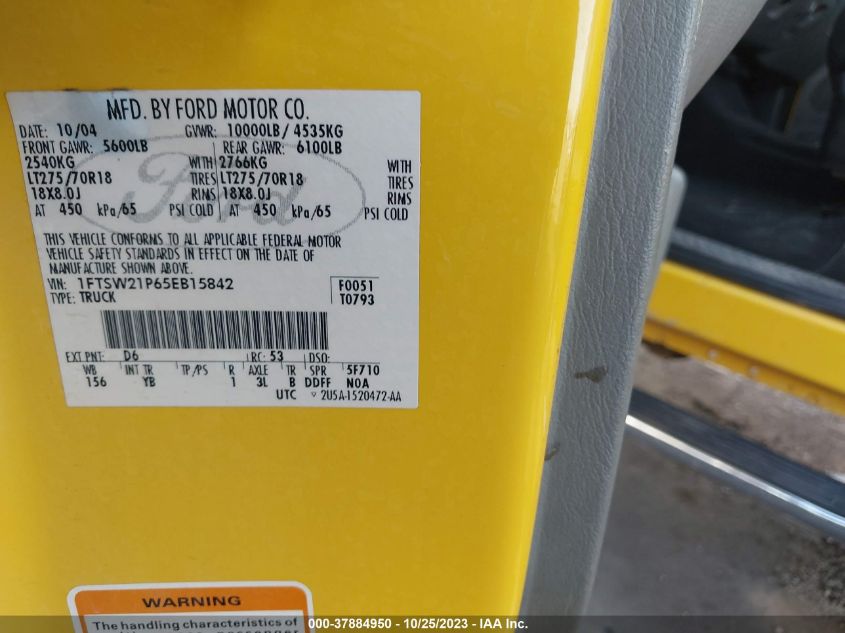 MFD. BY FORD MOTOR CO.
DATE: 10/04 GVWR: 10000LB/ 4535KG
FRONT GAWR: 5600LB REAR GAWR: 6100LB
2540KG WITH 2766KG WITH
LT275/70R18 TIRES LT275/70R18 TIRES
18X8.0J RIMS 18X8.0J RIMS
AT 450 kPa/65 PSI COLD AT 450 kPa/65 PSI COLD
Ford
THIS VEHICLE CONFORMS TO ALL APPLICABLE FEDERAL MOTOR
VEHICLE SAFETY STANDARDS IN EFFECT ON THE DATE OF
MANUFACTURE SHOWN ABOVE.
VIN: 1FTSW21P65EB15842 F0051
TYPE: TRUCK T0793
EXT PNT: D6 RC: 53 DSO:
WB INT TR TP/PS R AXLE TR SPR 5F710
156 YB 1 3L B DDFF N0A
UTC ▿ 2U5A-1520472-AA
WARNING
The handling characteristics of
000-37884950 - 10/25/2023 - IAA Inc.